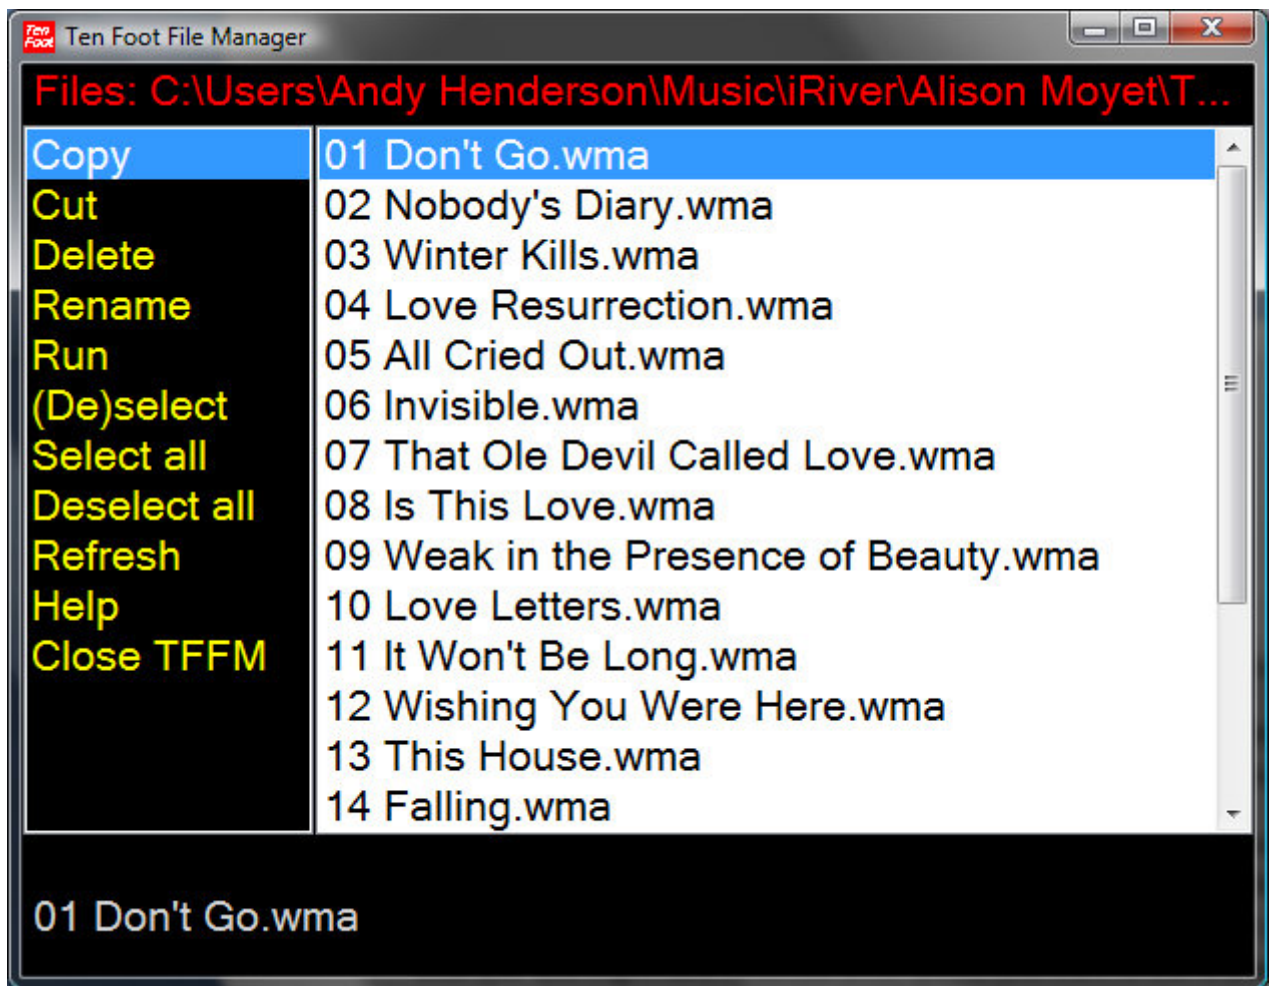 Ten Foot
Ten Foot File Manager
Files: C:\Users\Andy Henderson\Music\iRiver\Alison Moyet\T...
Copy
Cut
Delete
Rename
Run
(De)select
Select all
Deselect all
Refresh
Help
Close TFFM
01 Don't Go.wma
02 Nobody's Diary.wma
03 Winter Kills.wma
04 Love Resurrection.wma
05 All Cried Out.wma
06 Invisible.wma
07 That Ole Devil Called Love.wma
08 Is This Love.wma
09 Weak in the Presence of Beauty.wma
10 Love Letters.wma
11 It Won't Be Long.wma
12 Wishing You Were Here.wma
13 This House.wma
14 Falling.wma
01 Don't Go.wma